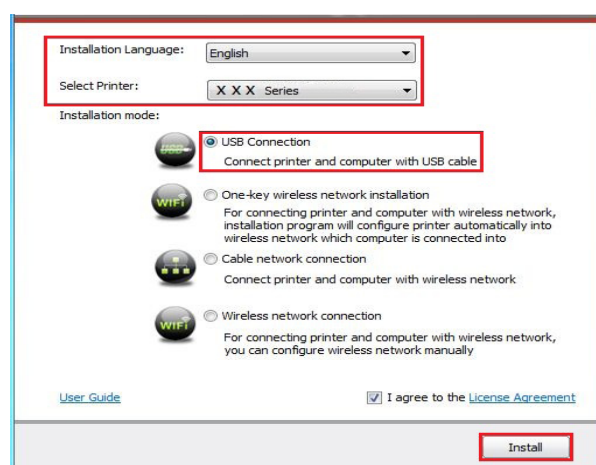 Installation Language: English
Select Printer: X X X Series
Installation mode:
USB Connection
Connect printer and computer with USB cable
WiFi One-key wireless network installation
For connecting printer and computer with wireless network,
installation program will configure printer automatically into
wireless network which computer is connected into
Cable network connection
Connect printer and computer with wireless network
WiFi Wireless network connection
For connecting printer and computer with wireless network,
you can configure wireless network manually
User Guide I agree to the License Agreement
Install